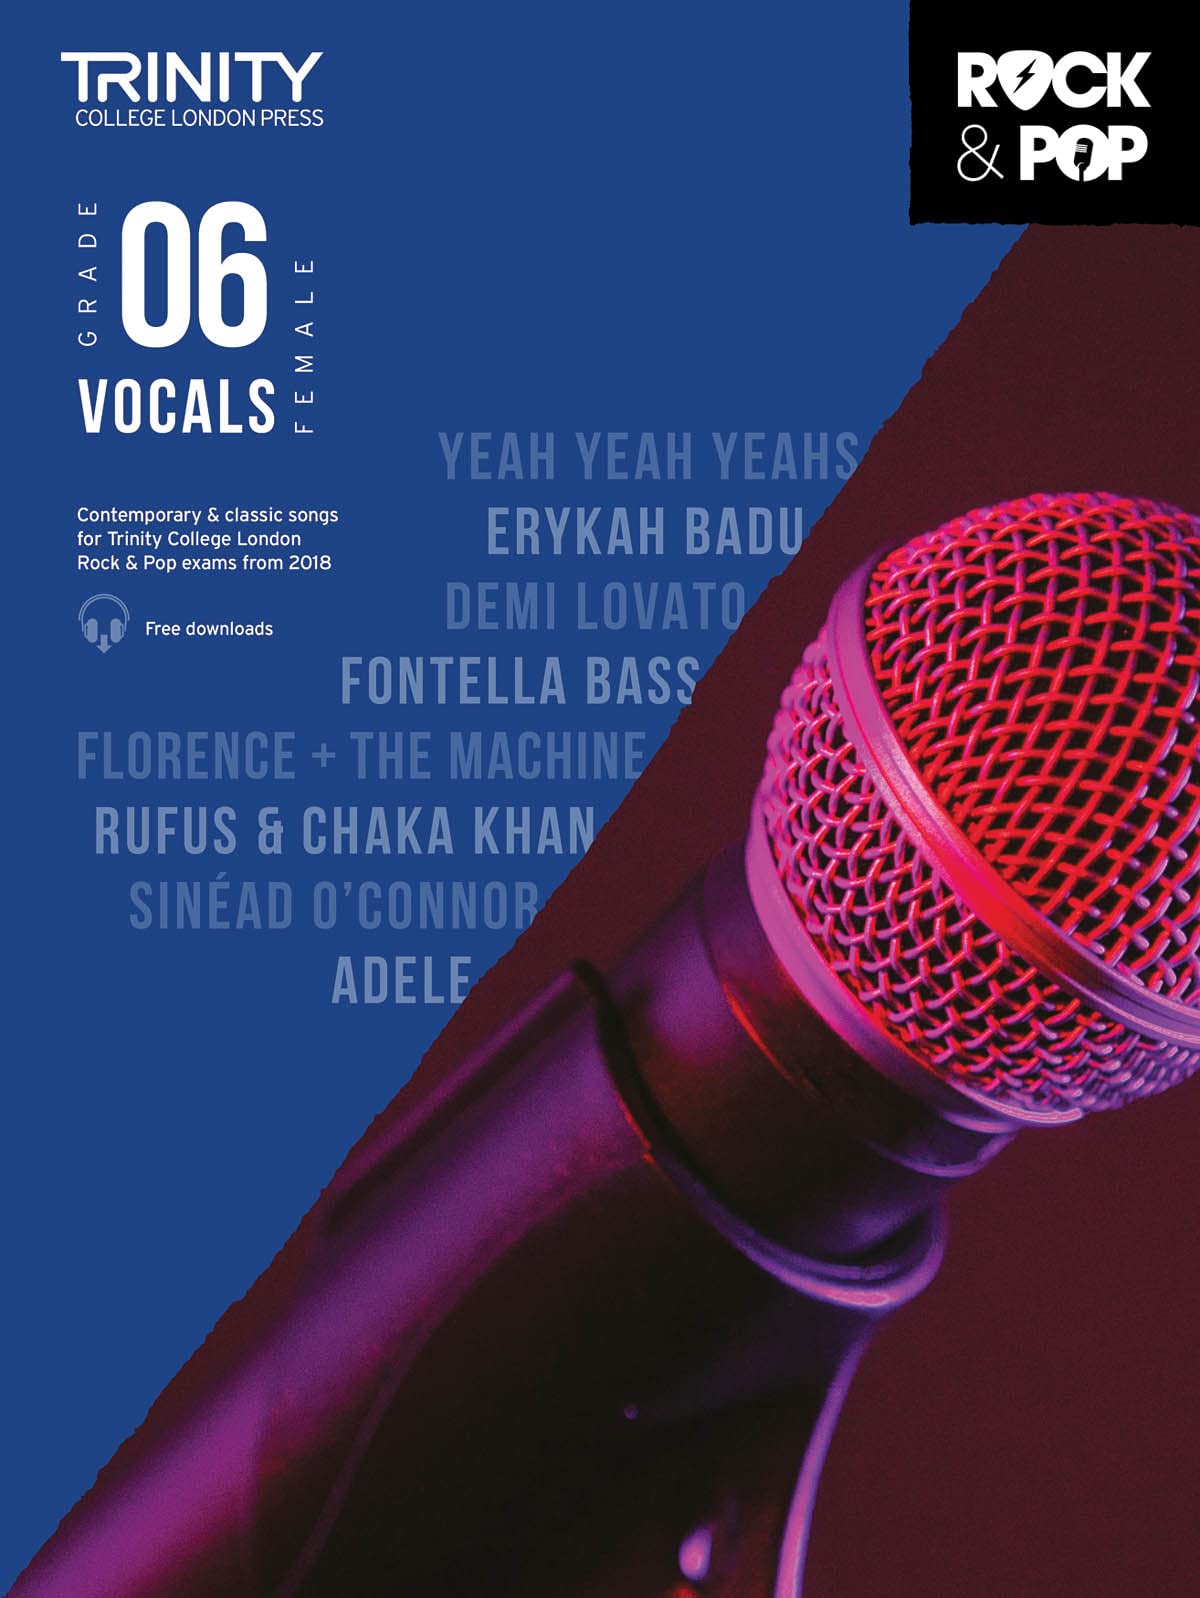 TRINITY
COLLEGE LONDON PRESS
ROCK
& POP
GRADE
06
VOCALS
FEMALE
Contemporary & classic songs
for Trinity College London
Rock & Pop exams from 2018
Free downloads
YEAH YEAH YEAHS
ERYKAH BADU
DEMI LOVATO
FONTELLA BASS
FLORENCE + THE MACHINE
RUFUS & CHAKA KHAN
SINÉAD O'CONNOR
ADELE